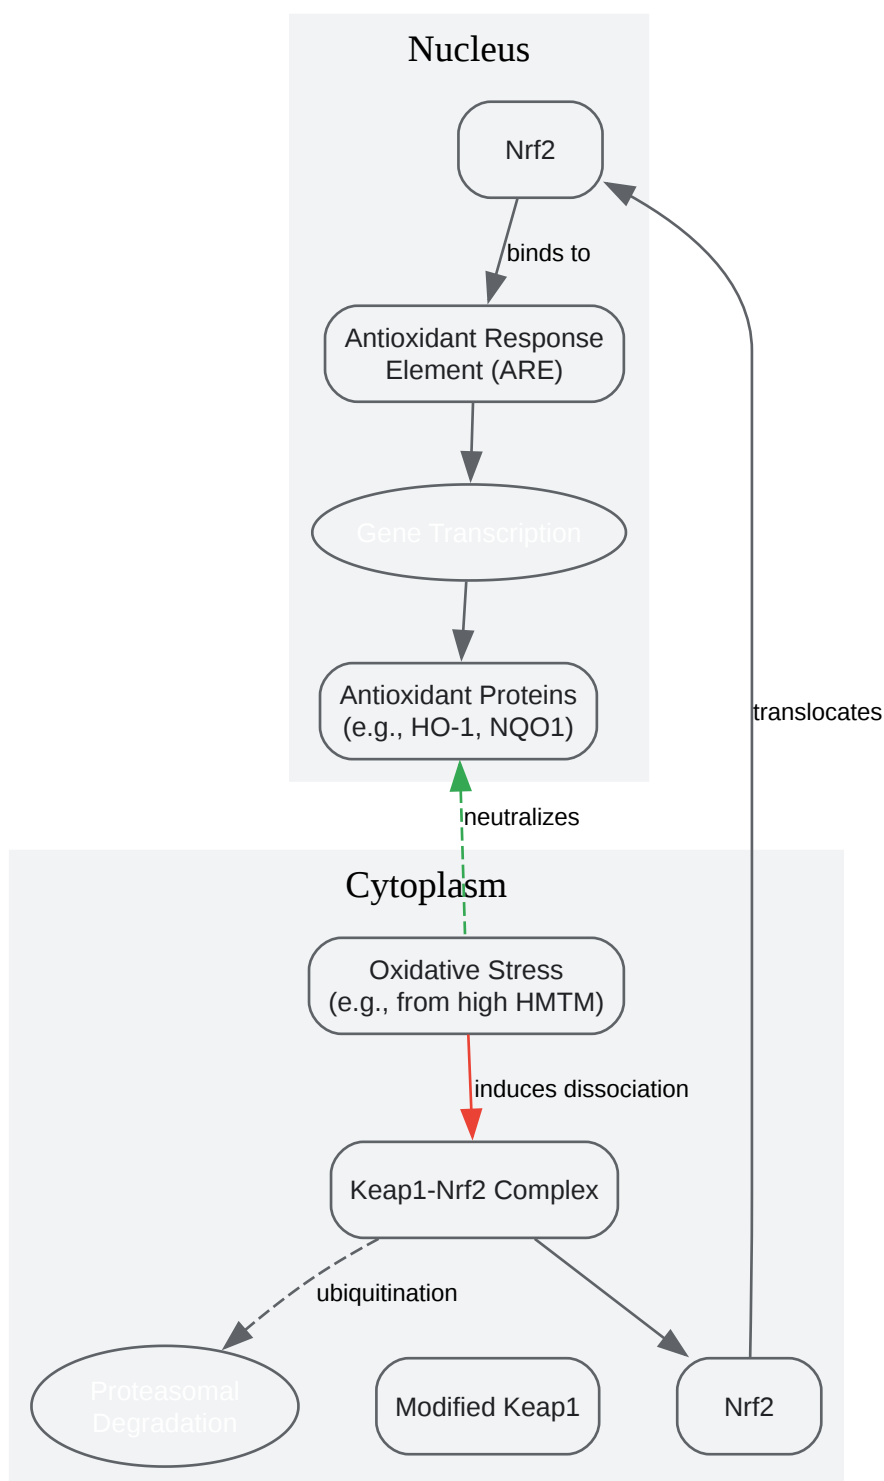 Nucleus
Nrf2
binds to
Antioxidant Response
Element (ARE)
Gene Transcription
Antioxidant Proteins
(e.g., HO-1, NQO1)
translocates
neutralizes
Cytoplasm
Oxidative Stress
(e.g., from high HMTM)
induces dissociation
Keap1-Nrf2 Complex
ubiquitination
Proteasomal
Degradation
Modified Keap1
Nrf2